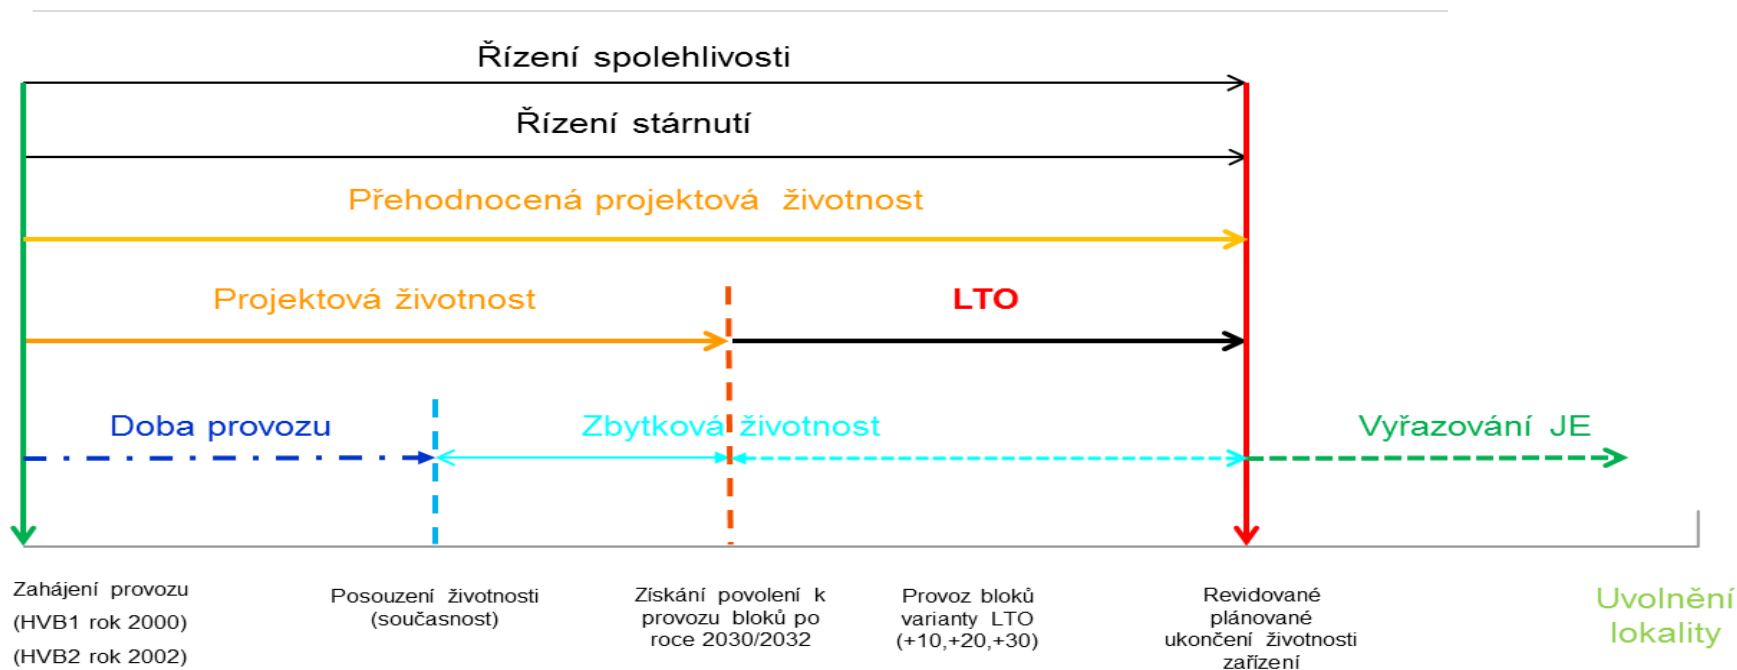 Řízení spolehlivosti
Řízení stárnutí
Přehodnocená projektová životnost
Projektová životnost
LTO
Doba provozu
Zbytková životnost
Vyřazování JE
Zahájení provozu
(HVB1 rok 2000)
(HVB2 rok 2002)
Posouzení životnosti
(současnost)
Získání povolení k
provozu bloků po
roce 2030/2032
Provoz bloků
varianty LTO
(+10,+20,+30)
Revidované
plánované
ukončení životnosti
zařízení
Uvolnění
lokality